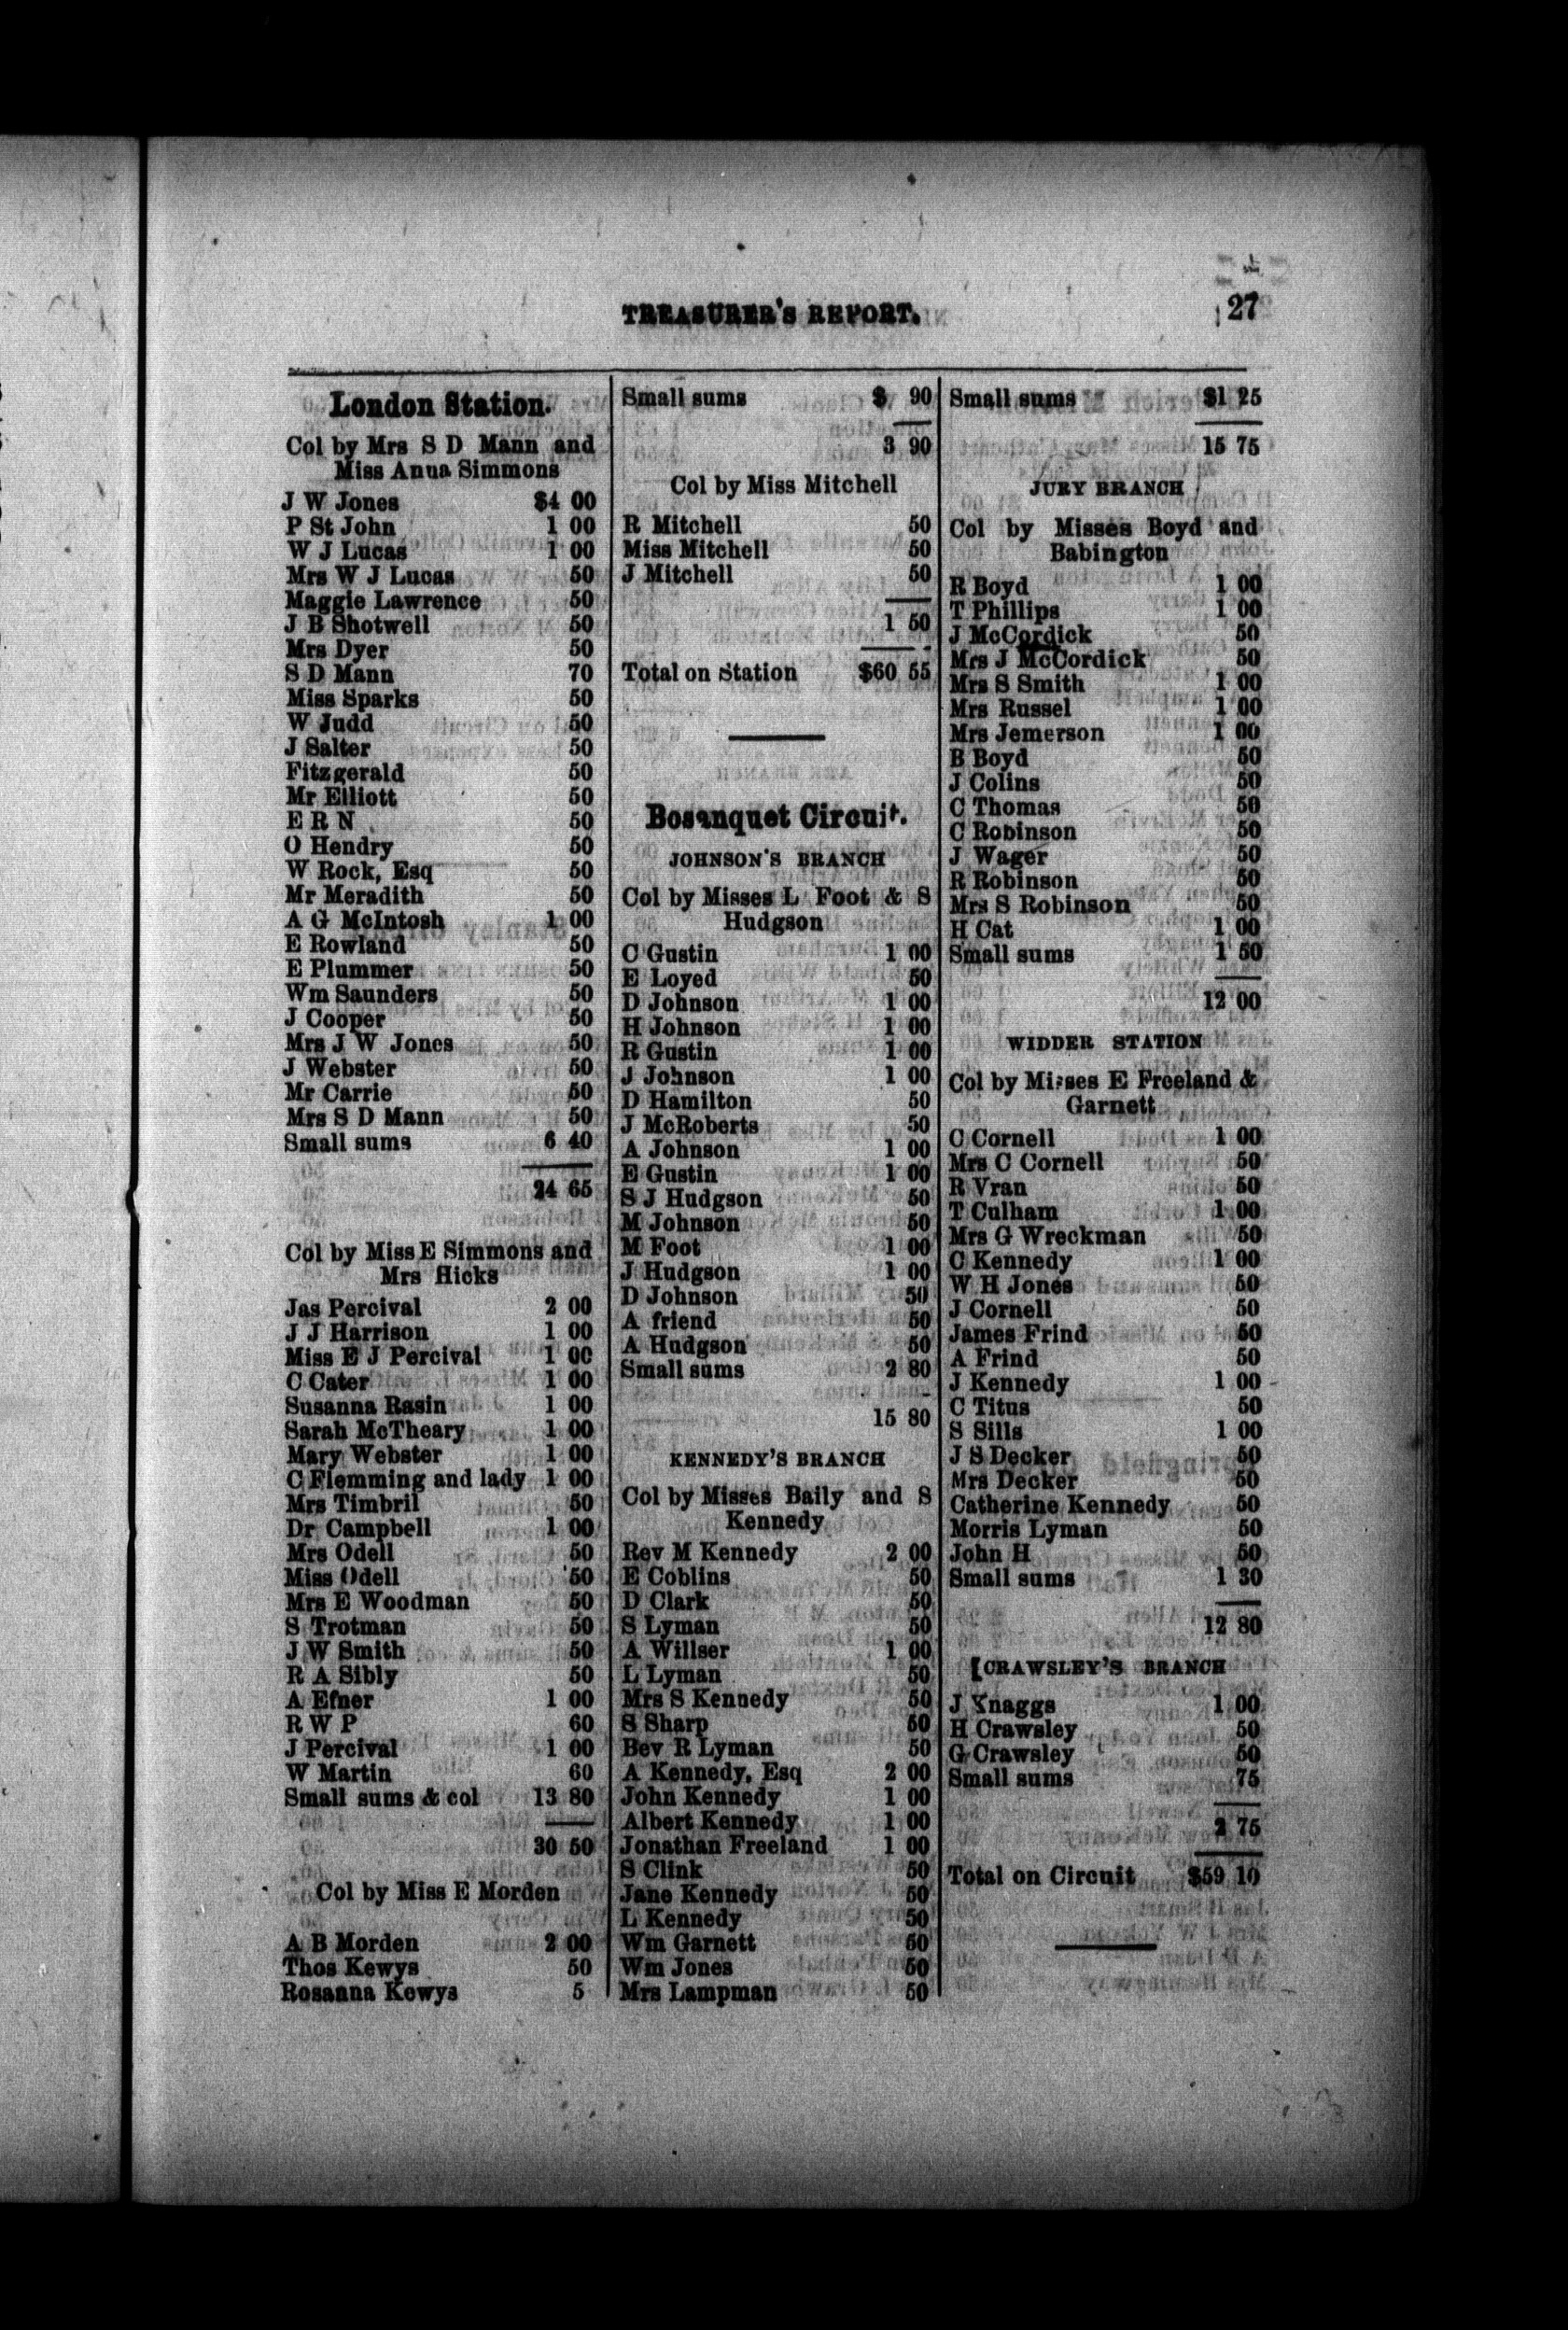 TREASURER'S REPORT.
27
London Station.
Col by Mrs S D Mann and
Miss Anna Simmons
J W Jones $4 00
P St John 1 00
W J Lucas 1 00
Mrs W J Lucas 50
Maggie Lawrence 50
J B Shotwell 50
Mrs Dyer 50
S D Mann 70
Miss Sparks 50
W Judd 50
J Salter 50
Fitzgerald 50
Mr Elliott 50
E R N 50
O Hendry 50
W Rock, Esq 50
Mr Meradith 50
A G McIntosh 1 00
E Rowland 50
E Plummer 50
Wm Saunders 50
J Cooper 50
Mrs J W Jones 50
J Webster 50
Mr Carrie 50
Mrs S D Mann 50
Small sums 6 40
24 65
Col by Miss E Simmons and
Mrs Hicks
Jas Percival 2 00
J J Harrison 1 00
Miss E J Percival 1 00
C Cater 1 00
Susanna Rasin 1 00
Sarah McTheary 1 00
Mary Webster 1 00
C Flemming and lady 1 00
Mrs Timbril 50
Dr Campbell 1 00
Mrs Odell 50
Miss Odell 50
Mrs E Woodman 50
S Trotman 50
J W Smith 50
R A Sibly 50
A Efner 1 00
R W P 60
J Percival 1 00
W Martin 60
Small sums & col 13 80
30 50
Col by Miss E Morden
A B Morden 2 00
Thos Kewys 50
Rosanna Kewys 5
Small sums $ 90
3 90
Col by Miss Mitchell
R Mitchell 50
Miss Mitchell 50
J Mitchell 50
1 50
Total on Station $60 55
Bosanquet Circuit.
JOHNSON'S BRANCH
Col by Misses L Foot & S
Hudgson
C Gustin 1 00
E Loyed 50
D Johnson 1 00
H Johnson 1 00
R Gustin 1 00
J Johnson 1 00
D Hamilton 50
J McRoberts 50
A Johnson 1 00
E Gustin 1 00
S J Hudgson 50
M Johnson 50
M Foot 1 00
J Hudgson 1 00
D Johnson 50
A friend 50
A Hudgson 50
Small sums 2 80
15 80
KENNEDY'S BRANCH
Col by Misses Baily and S
Kennedy
Rev M Kennedy 2 00
E Coblins 50
D Clark 50
S Lyman 50
A Willser 1 00
L Lyman 50
Mrs S Kennedy 50
S Sharp 50
Bev R Lyman 50
A Kennedy, Esq 2 00
John Kennedy 1 00
Albert Kennedy 1 00
Jonathan Freeland 1 00
S Clink 50
Jane Kennedy 50
L Kennedy 50
Wm Garnett 50
Wm Jones 50
Mrs Lampman 50
Small sums $1 25
15 75
JURY BRANCH
Col by Misses Boyd and
Babington
R Boyd 1 00
T Phillips 1 00
J McCordick 50
Mrs J McCordick 50
Mrs S Smith 1 00
Mrs Russel 1 00
Mrs Jemerson 1 00
B Boyd 50
J Colins 50
C Thomas 50
C Robinson 50
J Wager 50
R Robinson 50
Mrs S Robinson 50
H Cat 1 00
Small sums 1 50
12 00
WIDDER STATION
Col by Misses E Freeland &
Garnett
C Cornell 1 00
Mrs C Cornell 50
R Vran 50
T Culham 1 00
Mrs G Wreckman 50
C Kennedy 1 00
W H Jones 50
J Cornell 50
James Frind 50
A Frind 50
J Kennedy 1 00
C Titus 50
S Sills 1 00
J S Decker 50
Mrs Decker 50
Catherine Kennedy 50
Morris Lyman 50
John H 50
Small sums 1 30
12 80
[CRAWSLEY'S BRANCH
J Knaggs 1 00
H Crawsley 50
G Crawsley 50
Small sums 75
2 75
Total on Circuit $59 10